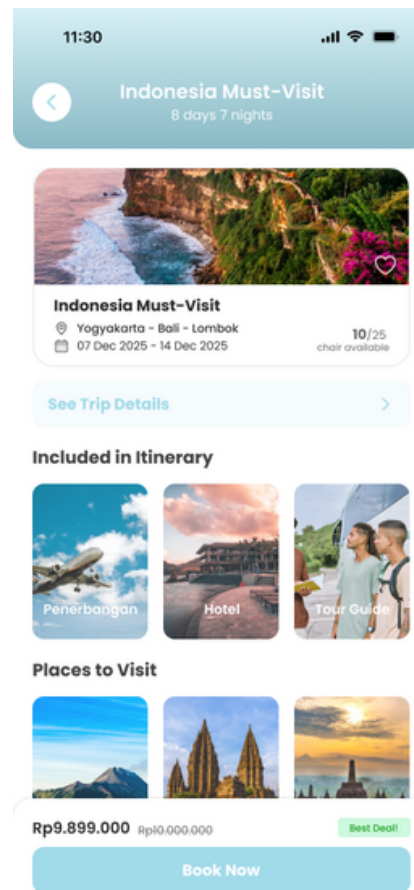 11:30
Indonesia Must-Visit
8 days 7 nights
Indonesia Must-Visit
Yogyakarta - Bali - Lombok
07 Dec 2025 - 14 Dec 2025
10/25
chair available
See Trip Details
Included in Itinerary
Penerbangan
Hotel
Tour Guide
Places to Visit
Rp9.899.000 Rp10.000.000
Best Deal!
Book Now